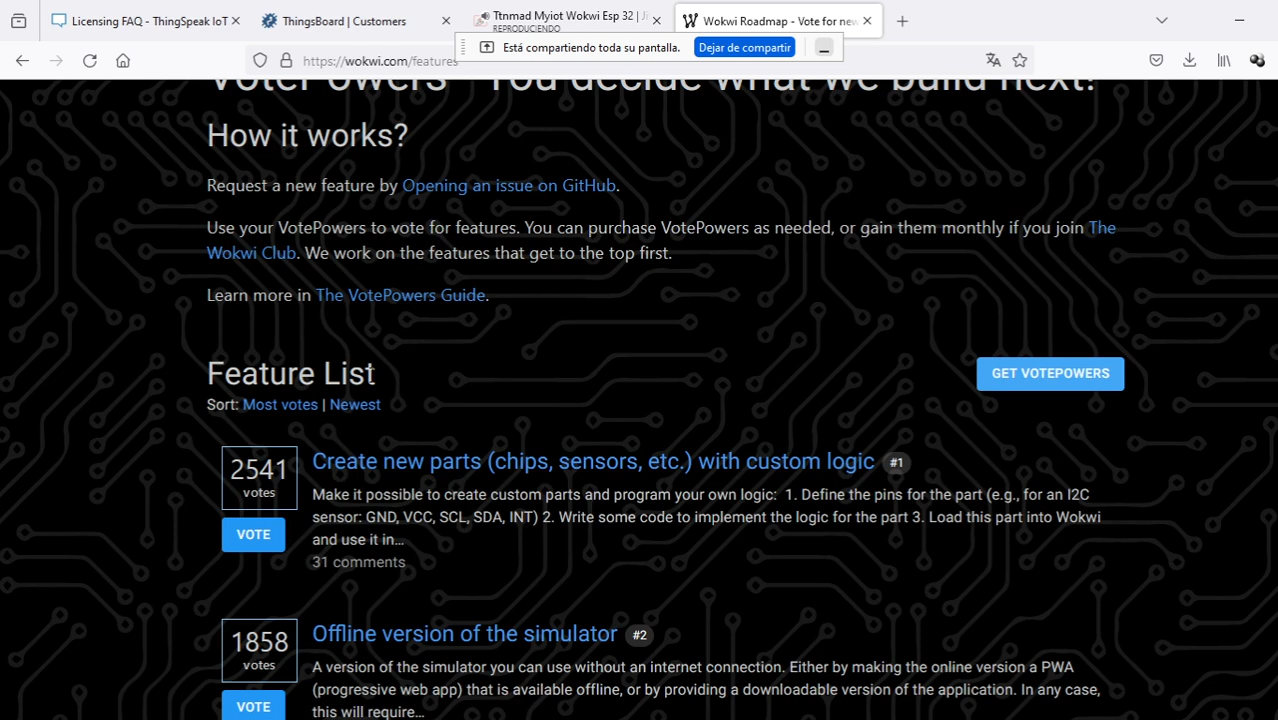 Licensing FAQ - ThingSpeak IoT
ThingsBoard | Customers
Ttnmad Myiot Wokwi Esp 32 | Ji
REPRODUCIENDO
Wokwi Roadmap - Vote for new
Está compartiendo toda su pantalla.
Dejar de compartir
https://wokwi.com/features
VotePowers - You decide what we build next!
How it works?
Request a new feature by Opening an issue on GitHub.
Use your VotePowers to vote for features. You can purchase VotePowers as needed, or gain them monthly if you join The
Wokwi Club. We work on the features that get to the top first.
Learn more in The VotePowers Guide.
Feature List
GET VOTEPOWERS
Sort: Most votes | Newest
2541
votes
VOTE
Create new parts (chips, sensors, etc.) with custom logic #1
Make it possible to create custom parts and program your own logic: 1. Define the pins for the part (e.g., for an I2C
sensor: GND, VCC, SCL, SDA, INT) 2. Write some code to implement the logic for the part 3. Load this part into Wokwi
and use it in…
31 comments
1858
votes
VOTE
Offline version of the simulator #2
A version of the simulator you can use without an internet connection. Either by making the online version a PWA
(progressive web app) that is available offline, or by providing a downloadable version of the application. In any case,
this will require…